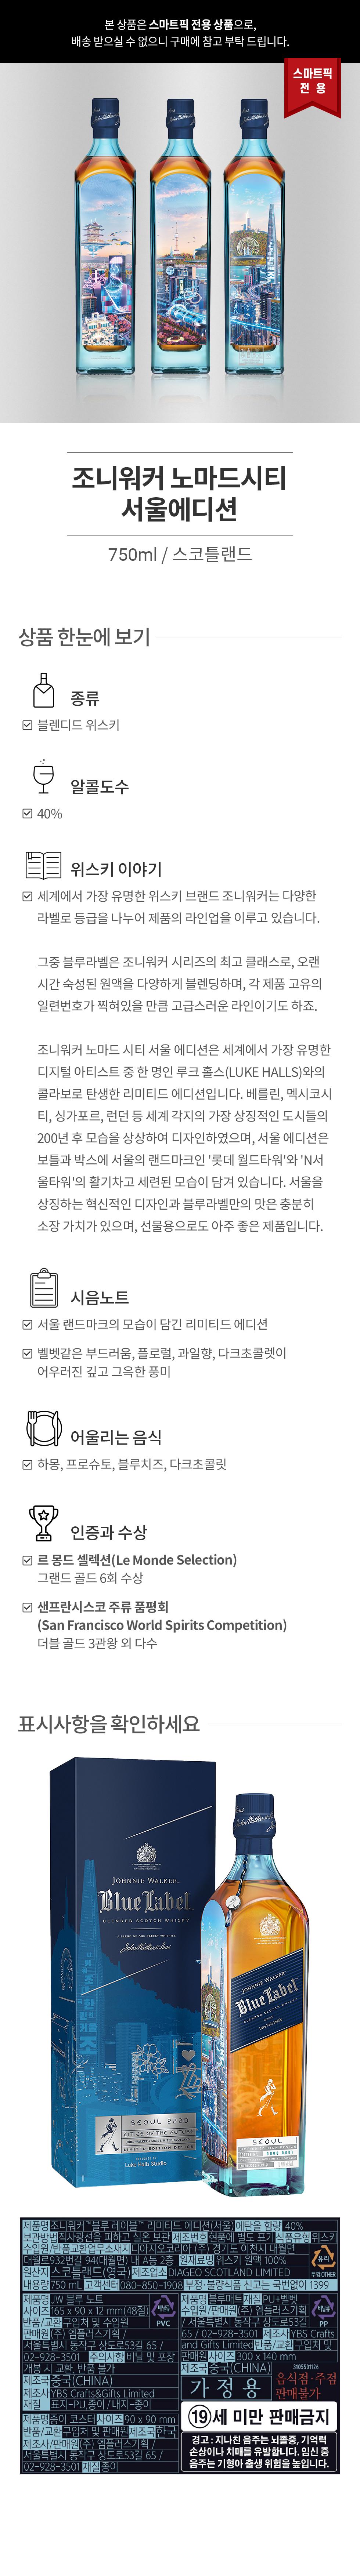 본 상품은 스마트픽 전용 상품으로,
배송 받으실 수 없으니 구매에 참고 부탁 드립니다.
스마트픽
전 용
조니워커 노마드시티
서울에디션
750ml / 스코틀랜드
상품 한눈에 보기
종류
블렌디드 위스키
알콜도수
40%
위스키 이야기
세계에서 가장 유명한 위스키 브랜드 조니워커는 다양한
라벨로 등급을 나누어 제품의 라인업을 이루고 있습니다.
그중 블루라벨은 조니워커 시리즈의 최고 클래스로, 오랜
시간 숙성된 원액을 다양하게 블렌딩하며, 각 제품 고유의
일련번호가 찍혀있을 만큼 고급스러운 라인이기도 하죠.
조니워커 노마드 시티 서울 에디션은 세계에서 가장 유명한
디지털 아티스트 중 한 명인 루크 홀스(LUKE HALLS)와의
콜라보로 탄생한 리미티드 에디션입니다. 베를린, 멕시코시
티, 싱가포르, 런던 등 세계 각지의 가장 상징적인 도시들의
200년 후 모습을 상상하여 디자인하였으며, 서울 에디션은
보틀과 박스에 서울의 랜드마크인 '롯데 월드타워'와 'N서
울타워'의 활기차고 세련된 모습이 담겨 있습니다. 서울을
상징하는 혁신적인 디자인과 블루라벨만의 맛은 충분히
소장 가치가 있으며, 선물용으로도 아주 좋은 제품입니다.
시음노트
서울 랜드마크의 모습이 담긴 리미티드 에디션
벨벳같은 부드러움, 플로럴, 과일향, 다크초콜렛이
어우러진 깊고 그윽한 풍미
어울리는 음식
하몽, 프로슈토, 블루치즈, 다크초콜릿
인증과 수상
르 몽드 셀렉션(Le Monde Selection)
그랜드 골드 6회 수상
샌프란시스코 주류 품평회
(San Francisco World Spirits Competition)
더블 골드 3관왕 외 다수
표시사항을 확인하세요
JOHNNIE WALKER
Blue Label
BLENDED SCOTCH WHISKY
John Walker & Sons
SEOUL 2220
CITIES OF THE FUTURE
LIMITED EDITION DESIGN
Luke Halls Studio
JOHNNIE WALKER
Blue Label
SEOUL
제품명 조니워커™블루 레이블™ 리미티드 에디션(서울) 에탄올 함량 40%
보관방법 직사광선을 피하고 실온 보관 제조번호 현품에 별도 표기 식품유형 위스키
수입원/반품교환업무소재지 디아지오코리아 (주) 경기도 이천시 대월면
대월로932번길 94(대월면) 내 A동 2층 원재료명 위스키 원액 100%
원산지 스코틀랜드(영국) 제조업소 DIAGEO SCOTLAND LIMITED
내용량 750 mL 고객센터 080-850-1908 부정·불량식품 신고는 국번없이 1399
유리
무색OTHER
제품명 JW 블루 노트
사이즈 165 x 90 x 12 mm(48절)
반품/교환 구입처 및 수입원
판매원 (주) 엠플러스기획 /
서울특별시 동작구 상도로53길 65 /
02-928-3501 주의사항 비닐 및 포장
개봉 시 교환, 반품 불가
제조국 중국(CHINA)
제조사 YBS Crafts&Gifts Limited
재질 커버-PU, 종이 / 내지-종이
PVC
제품명 블루매트 재질 PU+벨벳
수입원/판매원 (주) 엠플러스기획
/ 서울특별시 동작구 상도로53길
65 / 02-928-3501 제조사 YBS Crafts
and Gifts Limited 반품/교환 구입처 및
판매원 사이즈 300 x 140 mm
제조국 중국(CHINA)
PP
가 정 용
음식점·주점
판매불가
제품명 종이 코스터 사이즈 90 x 90 mm
반품/교환 구입처 및 판매원 제조국 한국
제조사/판매원 (주) 엠플러스기획 /
서울특별시 동작구 상도로53길 65 /
02-928-3501 재질 종이
19세 미만 판매금지
경고 : 지나친 음주는 뇌졸중, 기억력
손상이나 치매를 유발합니다. 임신 중
음주는 기형아 출생 위험을 높입니다.